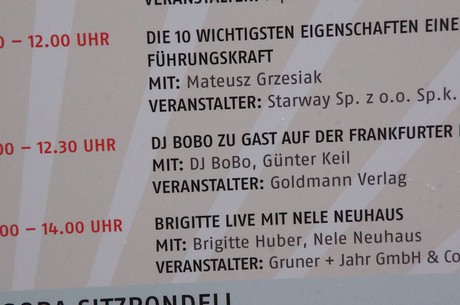 VERANSTALTER:
0 – 12.00 UHR DIE 10 WICHTIGSTEN EIGENSCHAFTEN EINE
FÜHRUNGSKRAFT
MIT: Mateusz Grzesiak
VERANSTALTER: Starway Sp. z o.o. Sp.k.
00 – 12.30 UHR DJ BOBO ZU GAST AUF DER FRANKFURTER
MIT: DJ BoBo, Günter Keil
VERANSTALTER: Goldmann Verlag
00 – 14.00 UHR BRIGITTE LIVE MIT NELE NEUHAUS
MIT: Brigitte Huber, Nele Neuhaus
VERANSTALTER: Gruner + Jahr GmbH & Co
SITZRONDELL